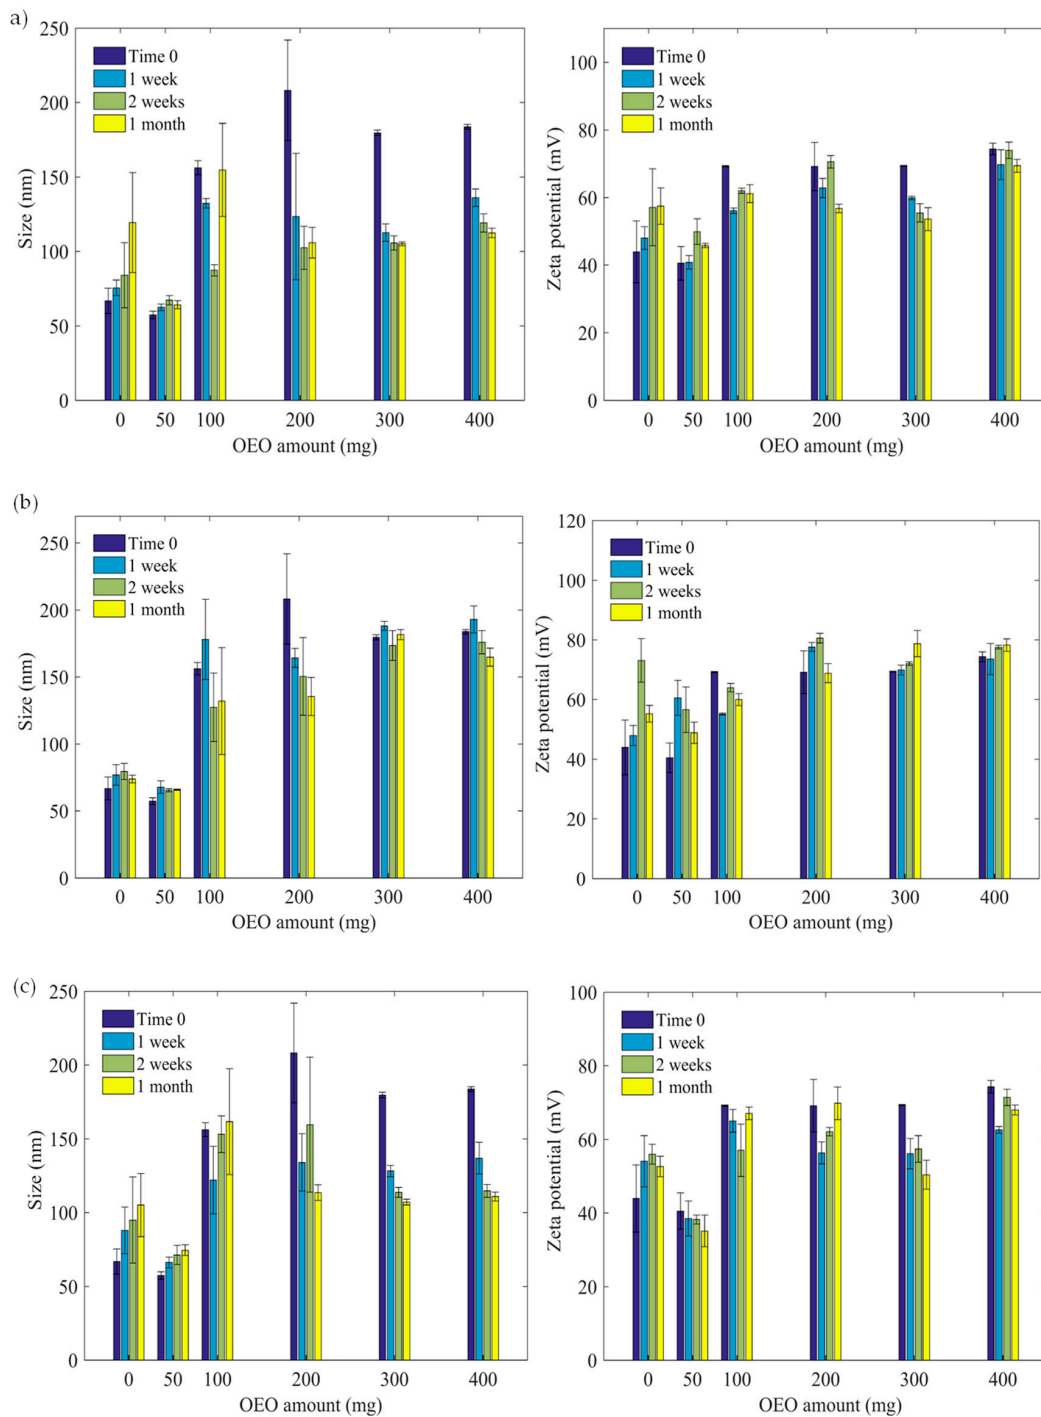 a)
Time 0
1 week
2 weeks
1 month
250
200
150
100
50
0
Size (nm)
0 50 100 200 300 400
OEO amount (mg)
Time 0
1 week
2 weeks
1 month
100
80
60
40
20
0
Zeta potential (mV)
0 50 100 200 300 400
OEO amount (mg)
(b)
Time 0
1 week
2 weeks
1 month
250
200
150
100
50
0
Size (nm)
0 50 100 200 300 400
OEO amount (mg)
Time 0
1 week
2 weeks
1 month
120
100
80
60
40
20
0
Zeta potential (mV)
0 50 100 200 300 400
OEO amount (mg)
(c)
Time 0
1 week
2 weeks
1 month
250
200
150
100
50
0
Size (nm)
0 50 100 200 300 400
OEO amount (mg)
Time 0
1 week
2 weeks
1 month
100
80
60
40
20
0
Zeta potential (mV)
0 50 100 200 300 400
OEO amount (mg)